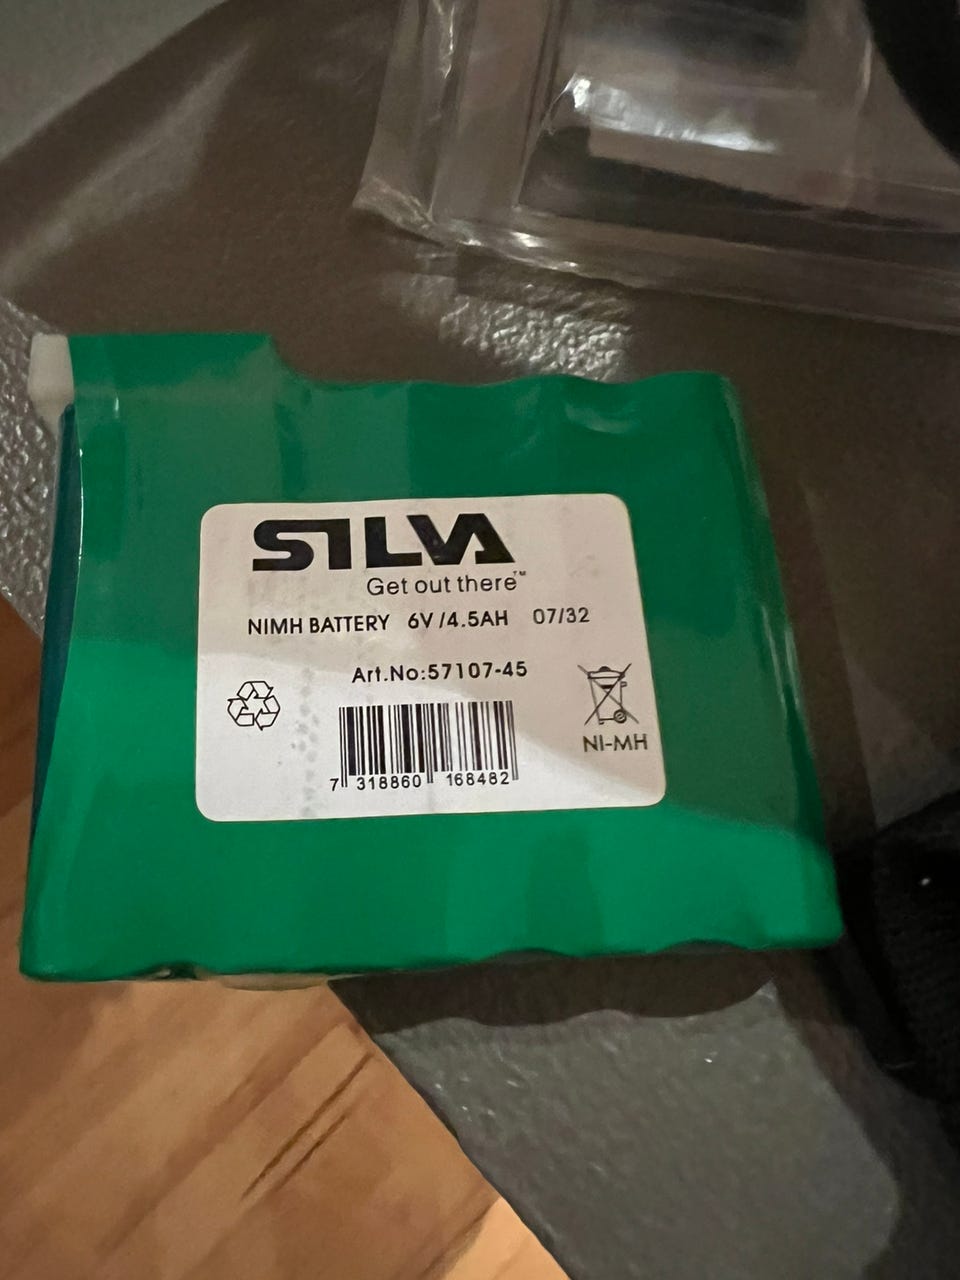 SILVA
Get out there™
NIMH BATTERY 6V /4.5AH 07/32
Art.No:57107-45
NI-MH
7 318860 168482